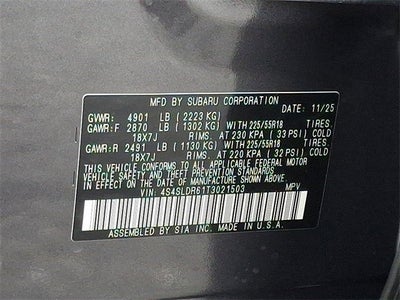 MFD BY SUBARU CORPORATION DATE: 11/25
GVWR: 4901 LB (2223 KG)
GAWR:F 2870 LB (1302 KG) WITH 225/55R18 TIRES,
18X7J RIMS, AT 230 KPA (33 PSI) COLD
GAWR:R 2491 LB (1130 KG) WITH 225/55R18 TIRES,
18X7J RIMS, AT 220 KPA (32 PSI) COLD
THIS VEHICLE CONFORMS TO ALL APPLICABLE FEDERAL MOTOR
VEHICLE SAFETY AND THEFT PREVENTION STANDARDS IN EFFECT
ON THE DATE OF MANUFACTURE SHOWN ABOVE.
VIN: 4S4SLDR61T3021503 MPV
ASSEMBLED BY SIA INC. MADE IN U.S.A.